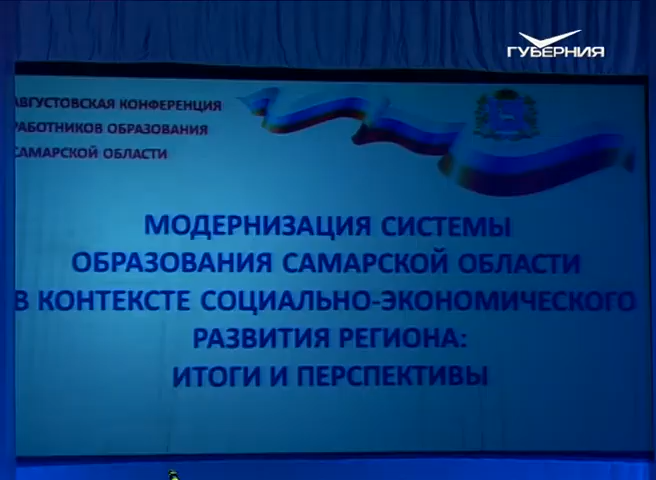 ГУБЕРНИЯ
АВГУСТОВСКАЯ КОНФЕРЕНЦИЯ
РАБОТНИКОВ ОБРАЗОВАНИЯ
САМАРСКОЙ ОБЛАСТИ
МОДЕРНИЗАЦИЯ СИСТЕМЫ
ОБРАЗОВАНИЯ САМАРСКОЙ ОБЛАСТИ
В КОНТЕКСТЕ СОЦИАЛЬНО-ЭКОНОМИЧЕСКОГО
РАЗВИТИЯ РЕГИОНА:
ИТОГИ И ПЕРСПЕКТИВЫ